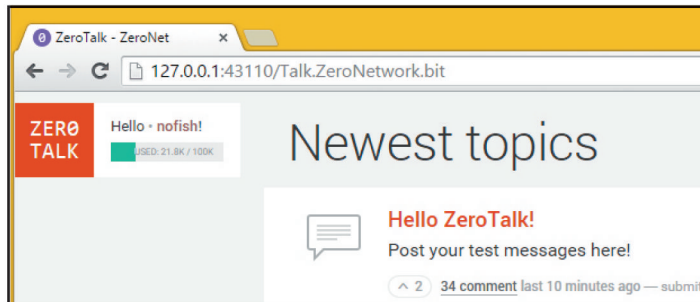 ZeroTalk - ZeroNet
127.0.0.1:43110/Talk.ZeroNetwork.bit
ZER0
TALK
Hello • nofish!
USED: 21.8K / 100K
Newest topics
Hello ZeroTalk!
Post your test messages here!
2 34 comment last 10 minutes ago — submit